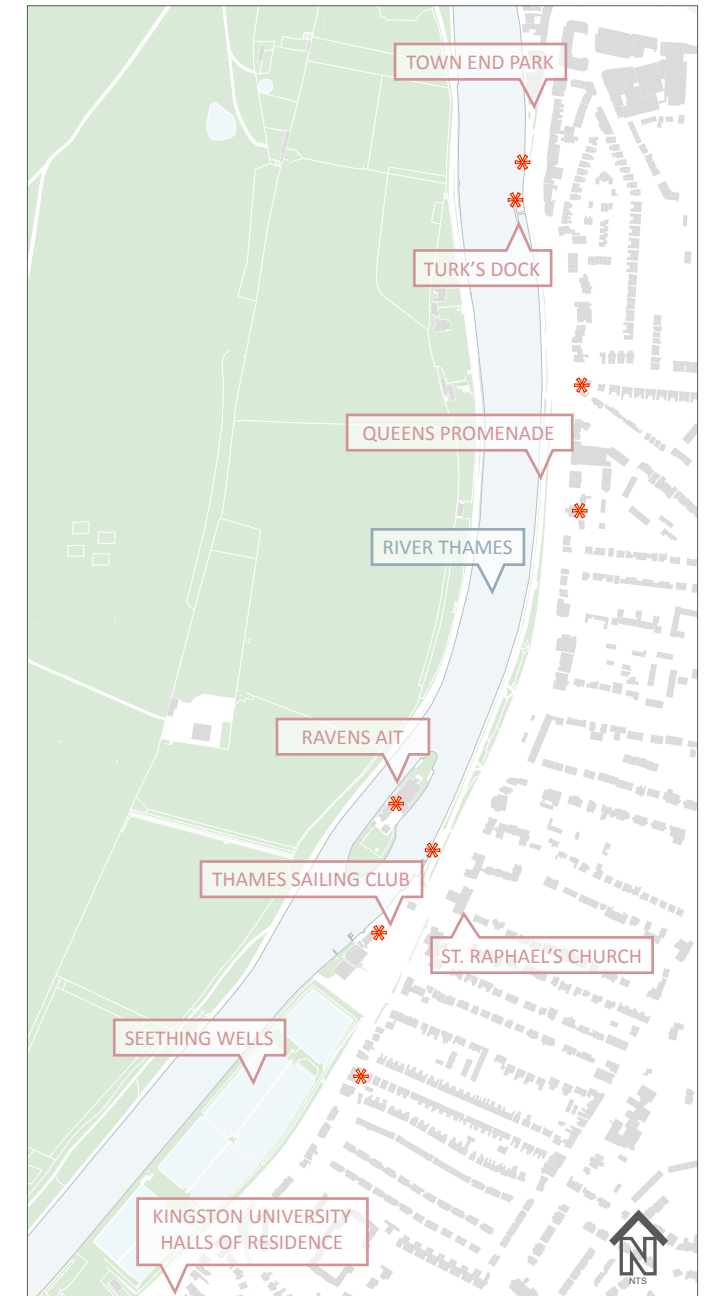 TOWN END PARK
TURK'S DOCK
QUEENS PROMENADE
RIVER THAMES
RAVENS AIT
THAMES SAILING CLUB
ST. RAPHAEL'S CHURCH
SEETHING WELLS
KINGSTON UNIVERSITY
HALLS OF RESIDENCE
N
NTS